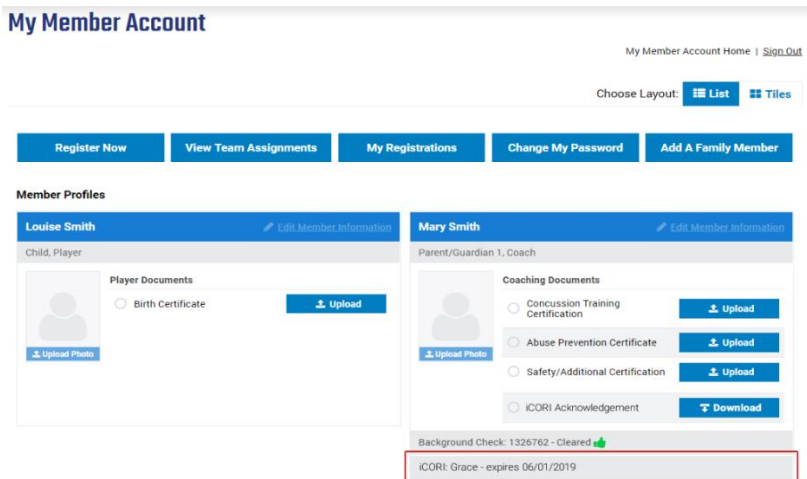 My Member Account
My Member Account Home | Sign Out
Choose Layout: List Tiles
Register Now View Team Assignments My Registrations Change My Password Add A Family Member
Member Profiles
Louise Smith Edit Member Information
Child, Player
Player Documents
Birth Certificate Upload
Upload Photo
Mary Smith Edit Member Information
Parent/Guardian 1, Coach
Coaching Documents
Concussion Training
Certification Upload
Abuse Prevention Certificate Upload
Upload Photo
Safety/Additional Certification Upload
iCORI Acknowledgement Download
Background Check: 1326762 - Cleared
iCORI: Grace - expires 06/01/2019